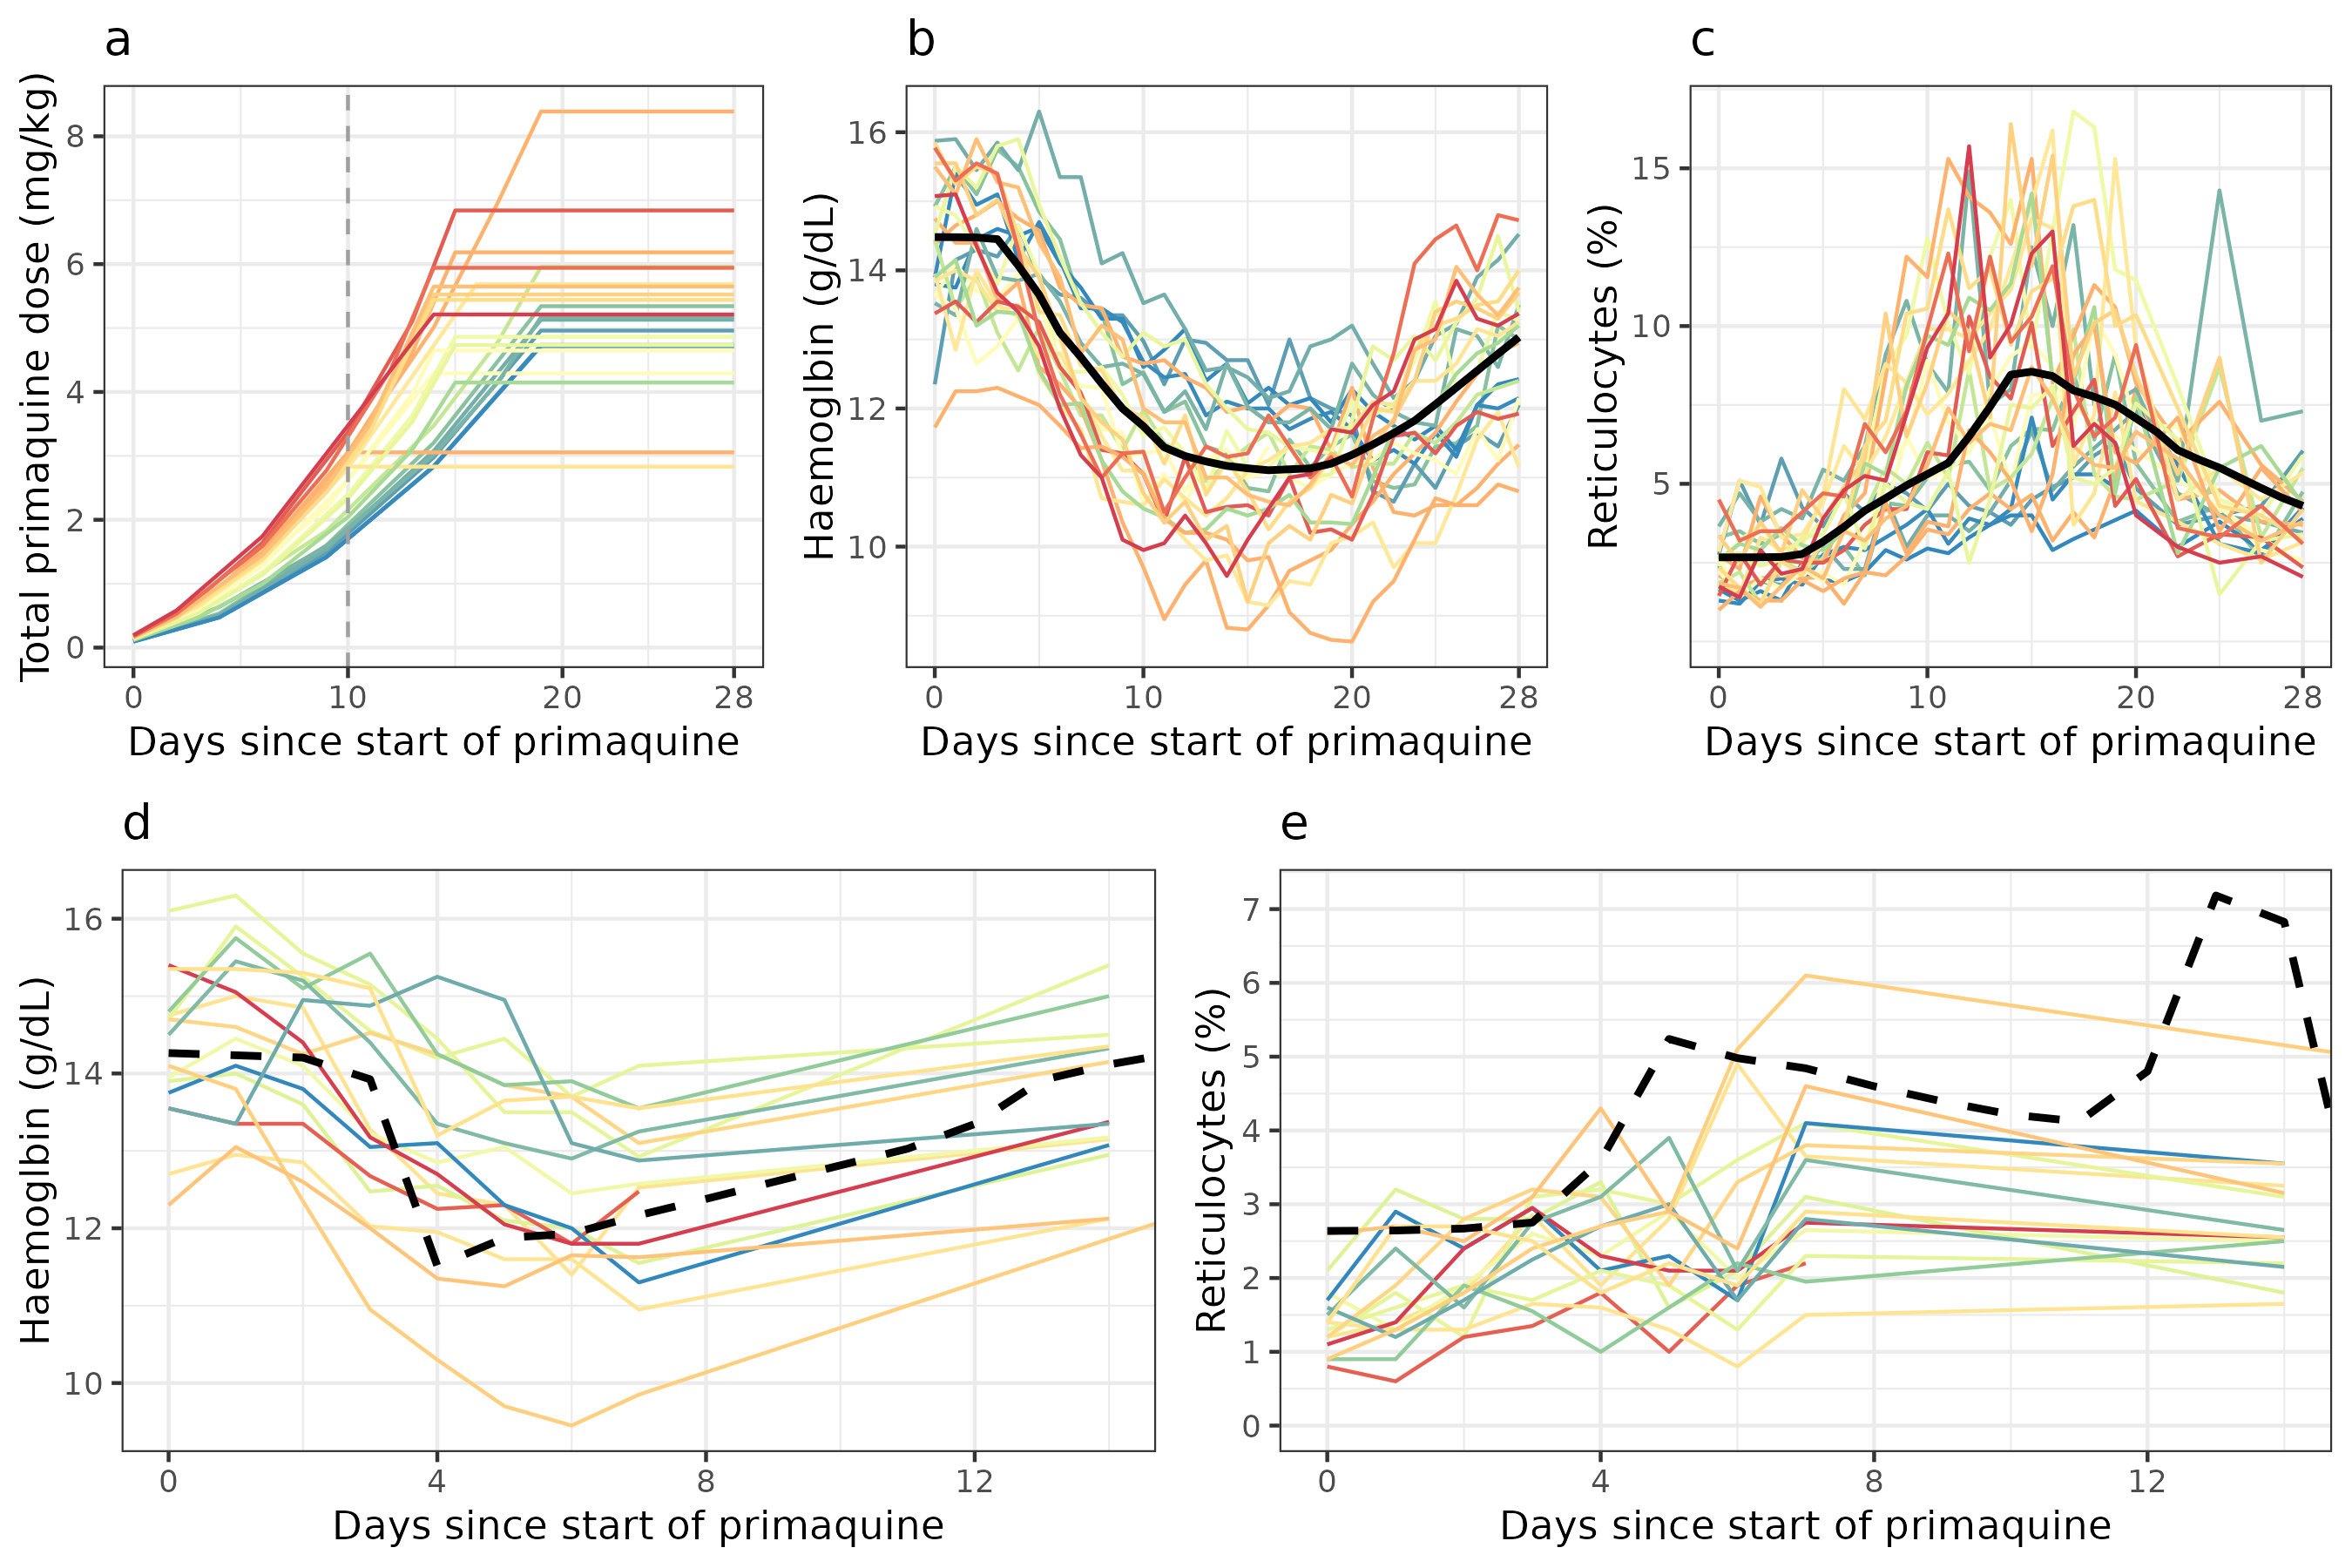 a
Total primaquine dose (mg/kg)
8
6
4
2
0
0 10 20 28
Days since start of primaquine
b
Haemoglbin (g/dL)
16
14
12
10
0 10 20 28
Days since start of primaquine
c
Reticulocytes (%)
15
10
5
0 10 20 28
Days since start of primaquine
d
Haemoglbin (g/dL)
16
14
12
10
0 4 8 12
Days since start of primaquine
e
Reticulocytes (%)
7
6
5
4
3
2
1
0
0 4 8 12
Days since start of primaquine